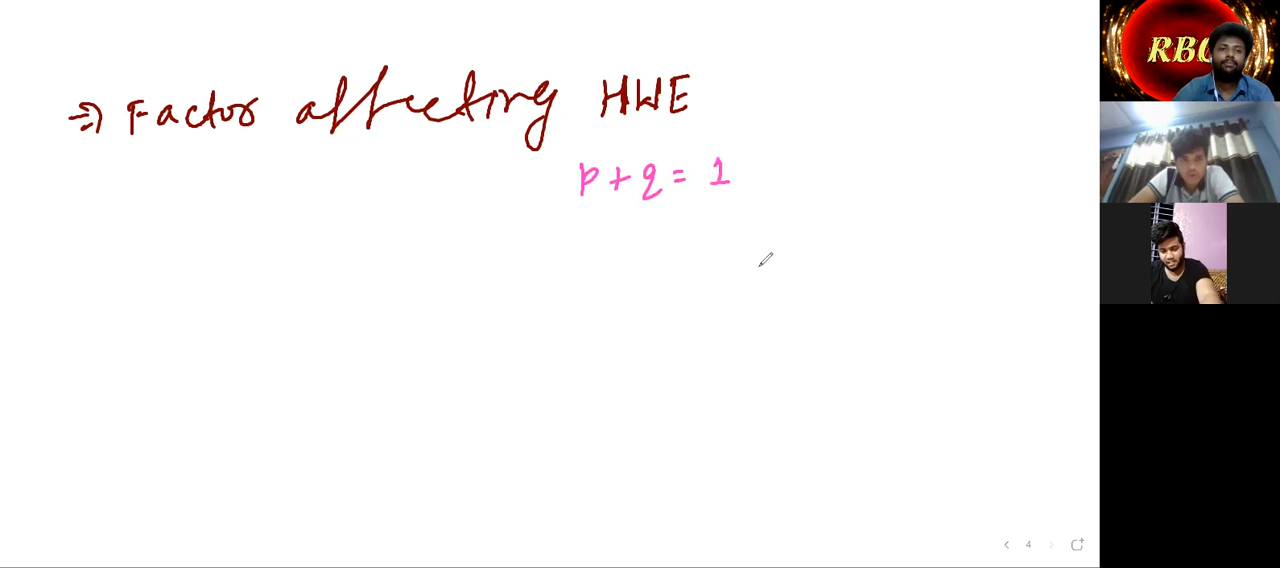 ⇒ Factor affecting HWE
p + q = 1
RBC
4